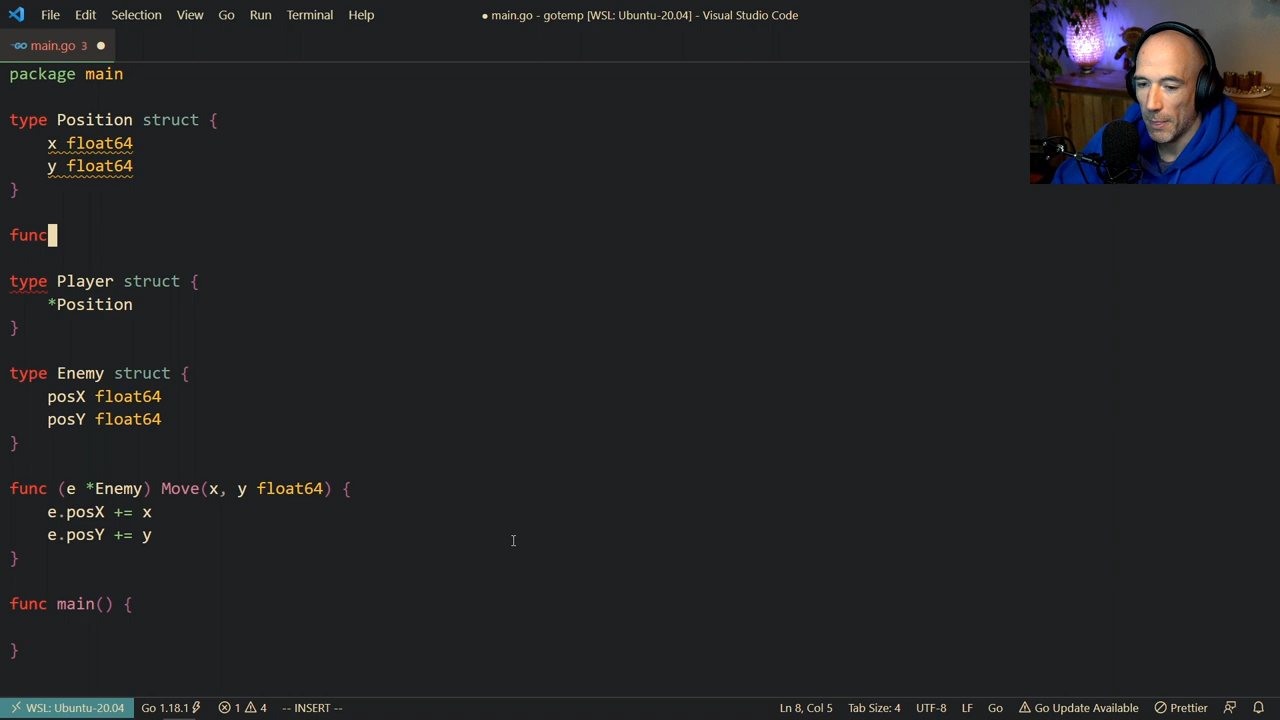 File Edit Selection View Go Run Terminal Help ● main.go - gotemp [WSL: Ubuntu-20.04] - Visual Studio Code
GO main.go 3 ●
package main
type Position struct {
x float64
y float64
}
func
type Player struct {
*Position
}
type Enemy struct {
posX float64
posY float64
}
func (e *Enemy) Move(x, y float64) {
e.posX += x
e.posY += y
}
func main() {
}
WSL: Ubuntu-20.04 Go 1.18.1 1 4 -- INSERT -- Ln 8, Col 5 Tab Size: 4 UTF-8 LF Go Go Update Available Prettier